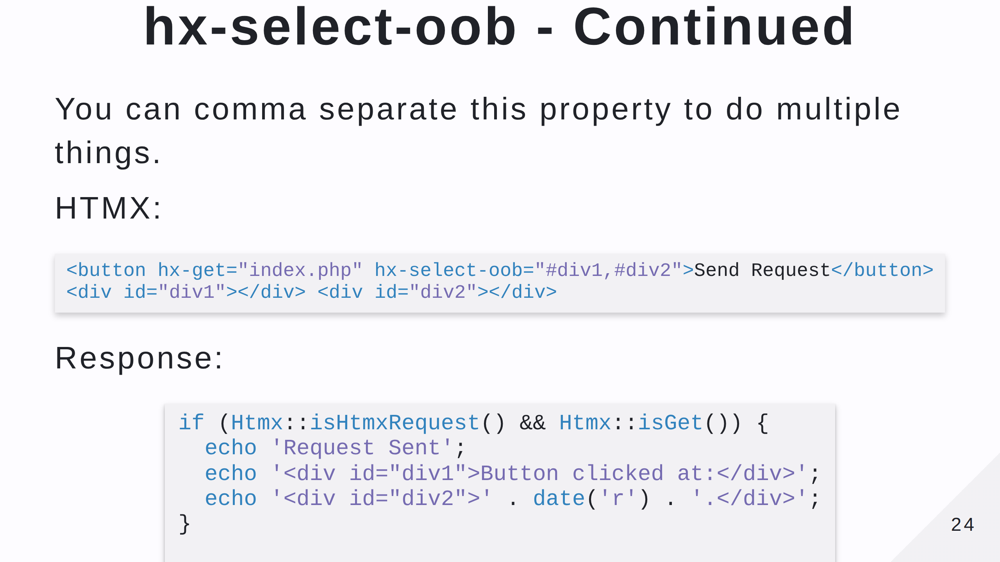 hx-select-oob - Continued
You can comma separate this property to do multiple
things.
HTMX:
<button hx-get="index.php" hx-select-oob="#div1,#div2">Send Request</button>
<div id="div1"></div> <div id="div2"></div>
Response:
if (Htmx::isHtmxRequest() && Htmx::isGet()) {
  echo 'Request Sent';
  echo '<div id="div1">Button clicked at:</div>';
  echo '<div id="div2">' . date('r') . '.</div>';
}
24